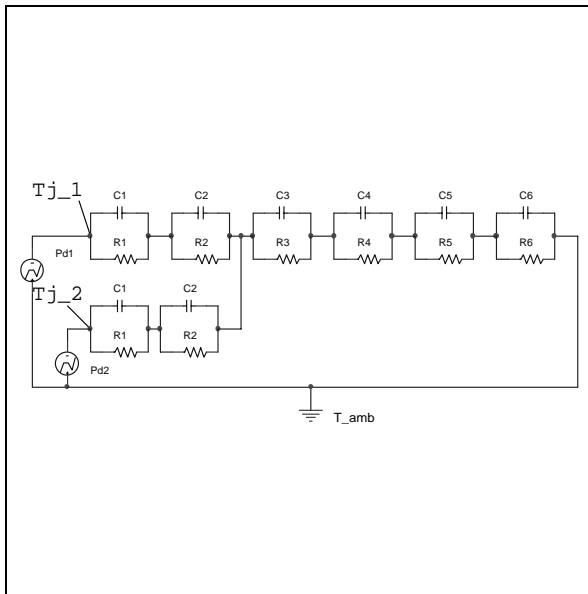 C1 C2 C3 C4 C5 C6
Tj_1
R1 R2 R3 R4 R5 R6
Pd1
Tj_2
C1 C2
R1 R2
Pd2
T_amb